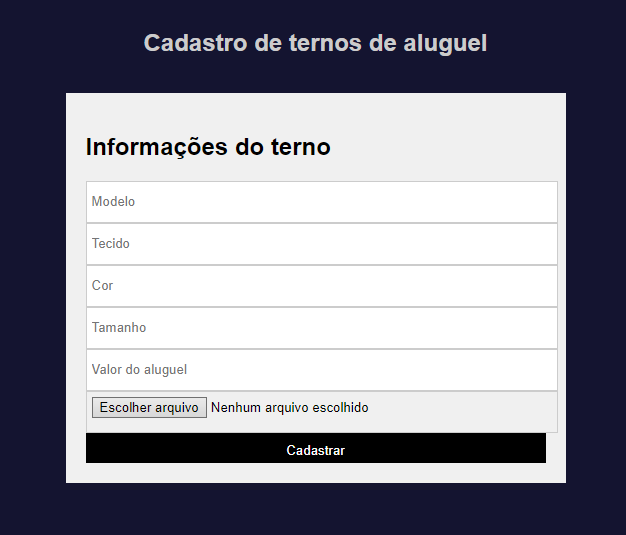 Cadastro de ternos de aluguel
Informações do terno
Modelo
Tecido
Cor
Tamanho
Valor do aluguel
Escolher arquivo Nenhum arquivo escolhido
Cadastrar